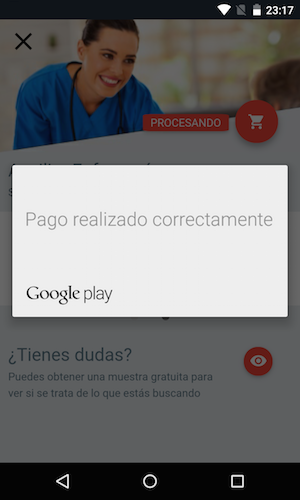 23:17
PROCESANDO
Pago realizado correctamente
Google play
¿Tienes dudas?
Puedes obtener una muestra gratuita para
ver si se trata de lo que estás buscando